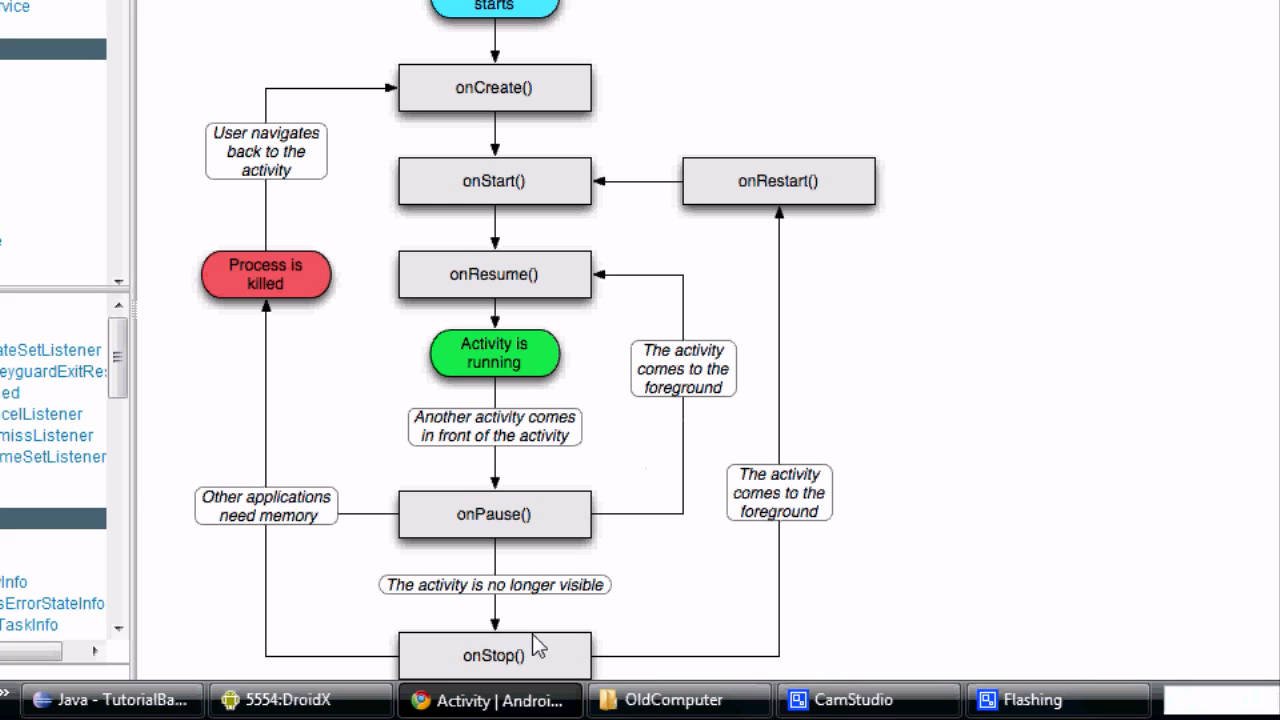 rvice
starts
onCreate()
User navigates
back to the
activity
onStart()
onRestart()
e
Process is
killed
onResume()
Activity is
running
The activity
comes to the
foreground
ateSetListener
eyguardExitRes
ed
celListener
missListener
meSetListener
Another activity comes
in front of the activity
The activity
comes to the
foreground
Other applications
need memory
onPause()
The activity is no longer visible
yInfo
sErrorStateInfo
TaskInfo
onStop()
» Java - TutorialBa... 5554:DroidX Activity | Androi... OldComputer CamStudio Flashing